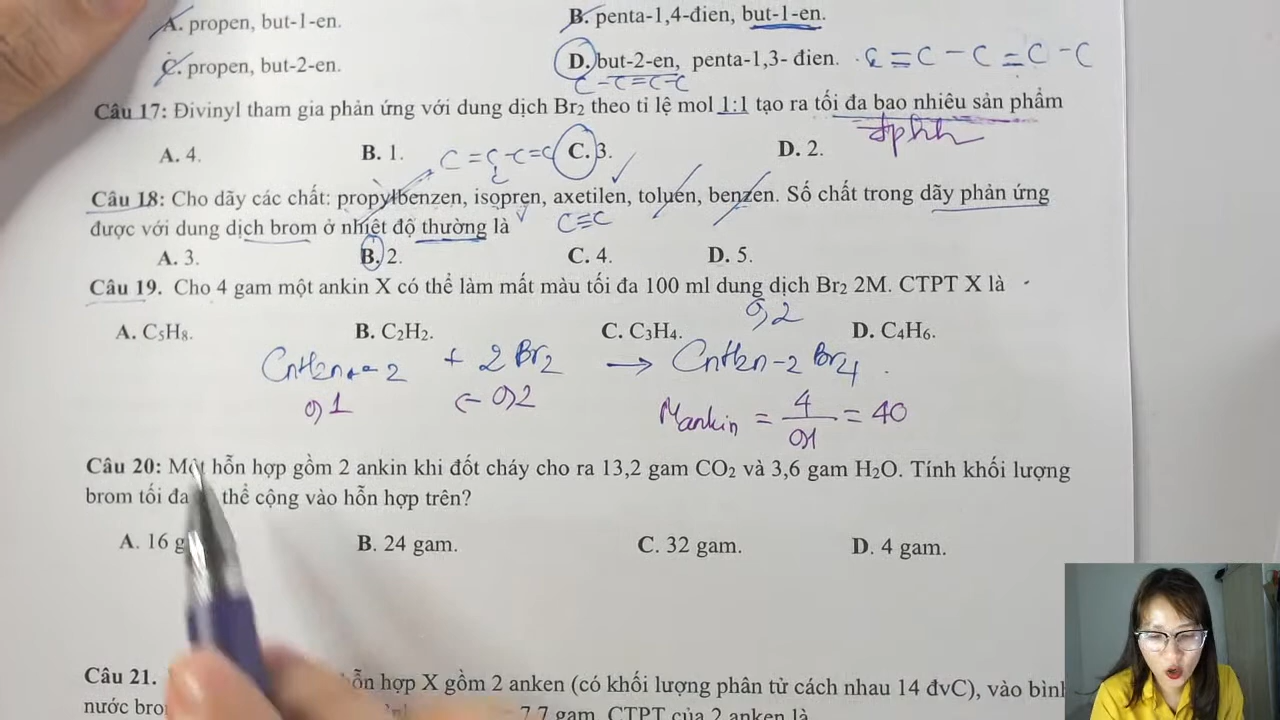 A. propen, but-1-en. B. penta-1,4-đien, but-1-en.
C. propen, but-2-en. D. but-2-en, penta-1,3- đien. C = C - C = C - C
C - C = C - C
Câu 17: Đivinyl tham gia phản ứng với dung dịch Br2 theo tỉ lệ mol 1:1 tạo ra tối đa bao nhiêu sản phẩm
đphh
A. 4. B. 1. C = C - C = C C. 3. D. 2.
C
Câu 18: Cho dãy các chất: propylbenzen, isopren, axetilen, toluen, benzen. Số chất trong dãy phản ứng
được với dung dịch brom ở nhiệt độ thường là C≡C
A. 3. B. 2. C. 4. D. 5.
Câu 19. Cho 4 gam một ankin X có thể làm mất màu tối đa 100 ml dung dịch Br2 2M. CTPT X là
0,2
A. C5H8. B. C2H2. C. C3H4. D. C4H6.
CnH2n-2 + 2Br2 → CnH2n-2Br4
0,1 ← 0,2 Mankin = 4/0,1 = 40
Câu 20: Một hỗn hợp gồm 2 ankin khi đốt cháy cho ra 13,2 gam CO2 và 3,6 gam H2O. Tính khối lượng
brom tối đa thể cộng vào hỗn hợp trên?
A. 16 g B. 24 gam. C. 32 gam. D. 4 gam.
Câu 21. hỗn hợp X gồm 2 anken (có khối lượng phân tử cách nhau 14 đvC), vào bình
nước bro 7,7 gam. CTPT của 2 anken là